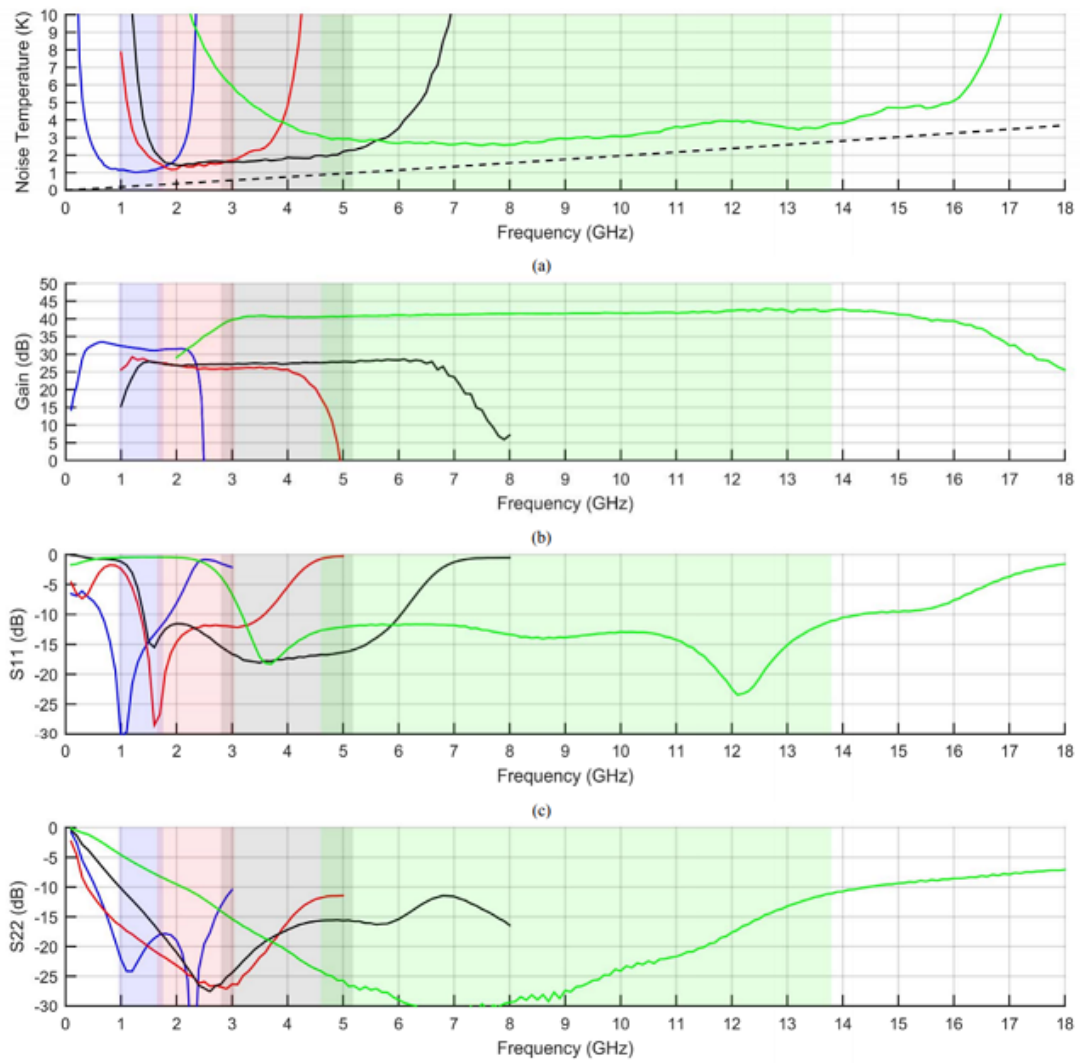 Noise Temperature (K)
10
9
8
7
6
5
4
3
2
1
0
0 1 2 3 4 5 6 7 8 9 10 11 12 13 14 15 16 17 18
Frequency (GHz)
(a)
Gain (dB)
50
45
40
35
30
25
20
15
10
5
0
0 1 2 3 4 5 6 7 8 9 10 11 12 13 14 15 16 17 18
Frequency (GHz)
(b)
S11 (dB)
0
-5
-10
-15
-20
-25
-30
0 1 2 3 4 5 6 7 8 9 10 11 12 13 14 15 16 17 18
Frequency (GHz)
(c)
S22 (dB)
0
-5
-10
-15
-20
-25
-30
0 1 2 3 4 5 6 7 8 9 10 11 12 13 14 15 16 17 18
Frequency (GHz)